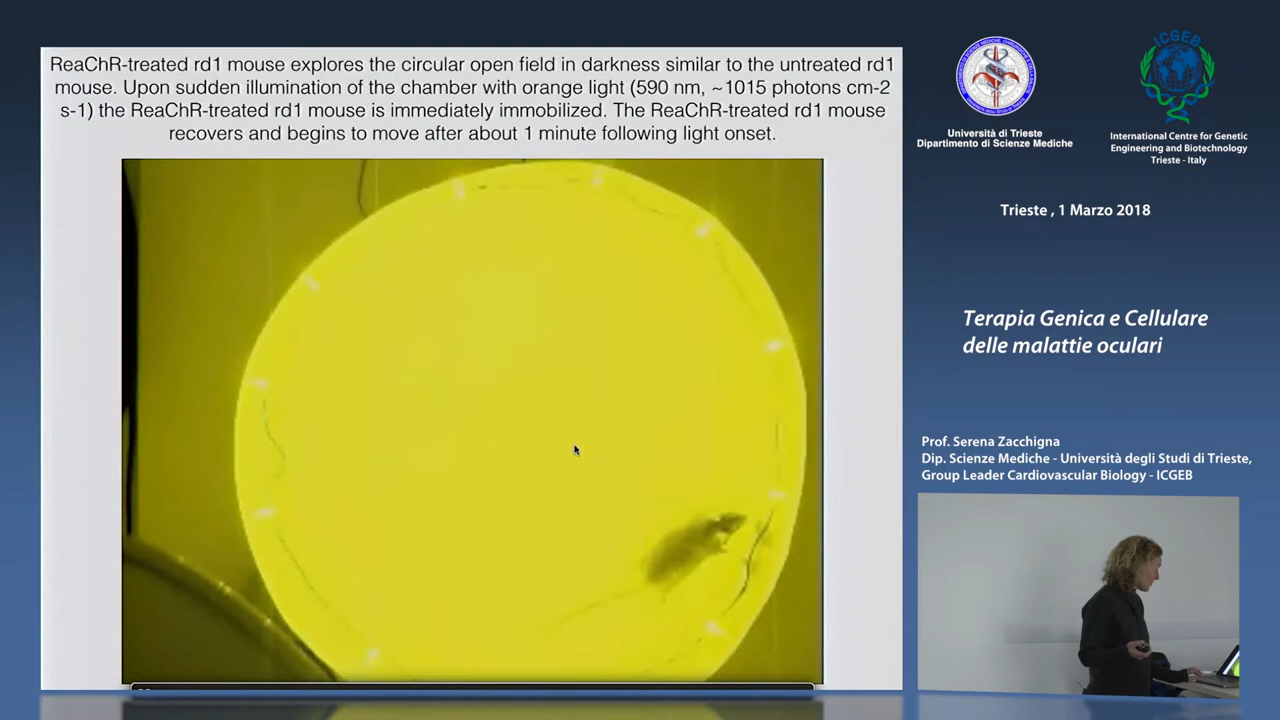 ReaChR-treated rd1 mouse explores the circular open field in darkness similar to the untreated rd1
mouse. Upon sudden illumination of the chamber with orange light (590 nm, ~1015 photons cm-2
s-1) the ReaChR-treated rd1 mouse is immediately immobilized. The ReaChR-treated rd1 mouse
recovers and begins to move after about 1 minute following light onset.
ICGEB
Università di Trieste
Dipartimento di Scienze Mediche
International Centre for Genetic
Engineering and Biotechnology
Trieste - Italy
Trieste , 1 Marzo 2018
Terapia Genica e Cellulare
delle malattie oculari
Prof. Serena Zacchigna
Dip. Scienze Mediche - Università degli Studi di Trieste,
Group Leader Cardiovascular Biology - ICGEB